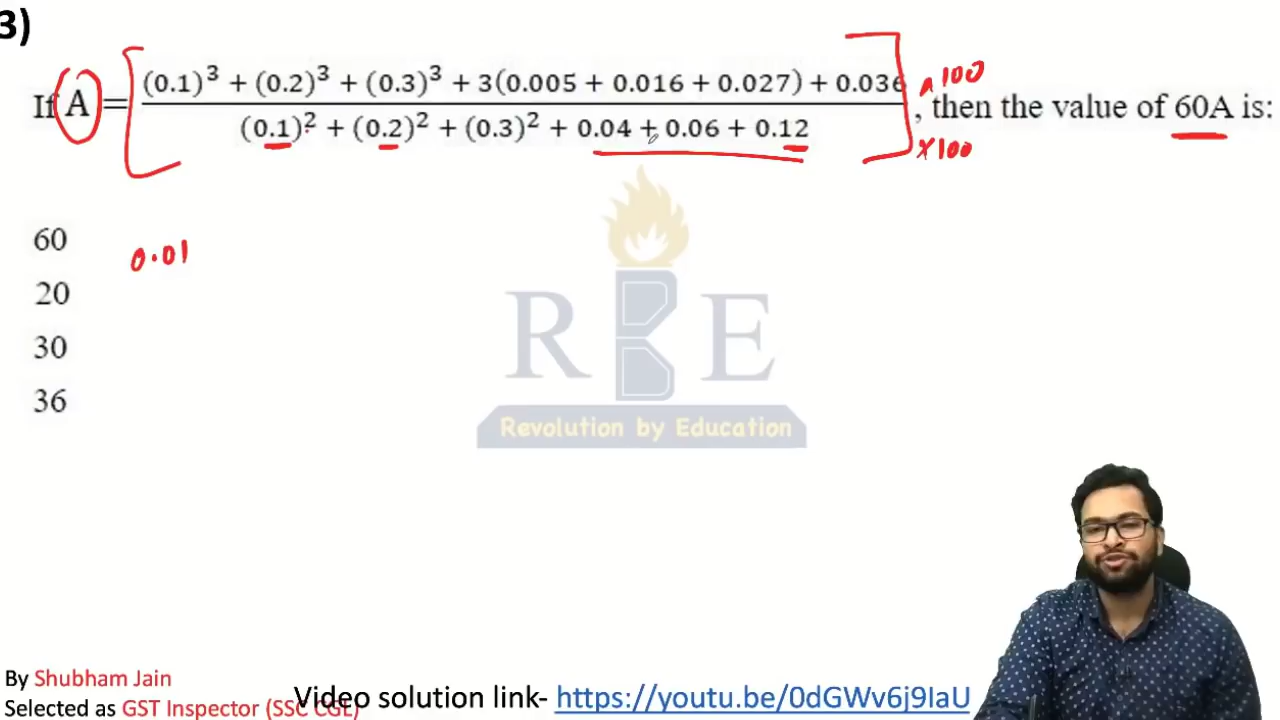 3)
If A = (0.1)³ + (0.2)³ + (0.3)³ + 3(0.005 + 0.016 + 0.027) + 0.036 / (0.1)² + (0.2)² + (0.3)² + 0.04 + 0.06 + 0.12 , then the value of 60A is:
×100
×100
60
0.01
20
30
36
RBE
Revolution by Education
By Shubham Jain
Selected as GST Inspector (SSC CGL)
Video solution link- https://youtu.be/0dGWv6j9IaU